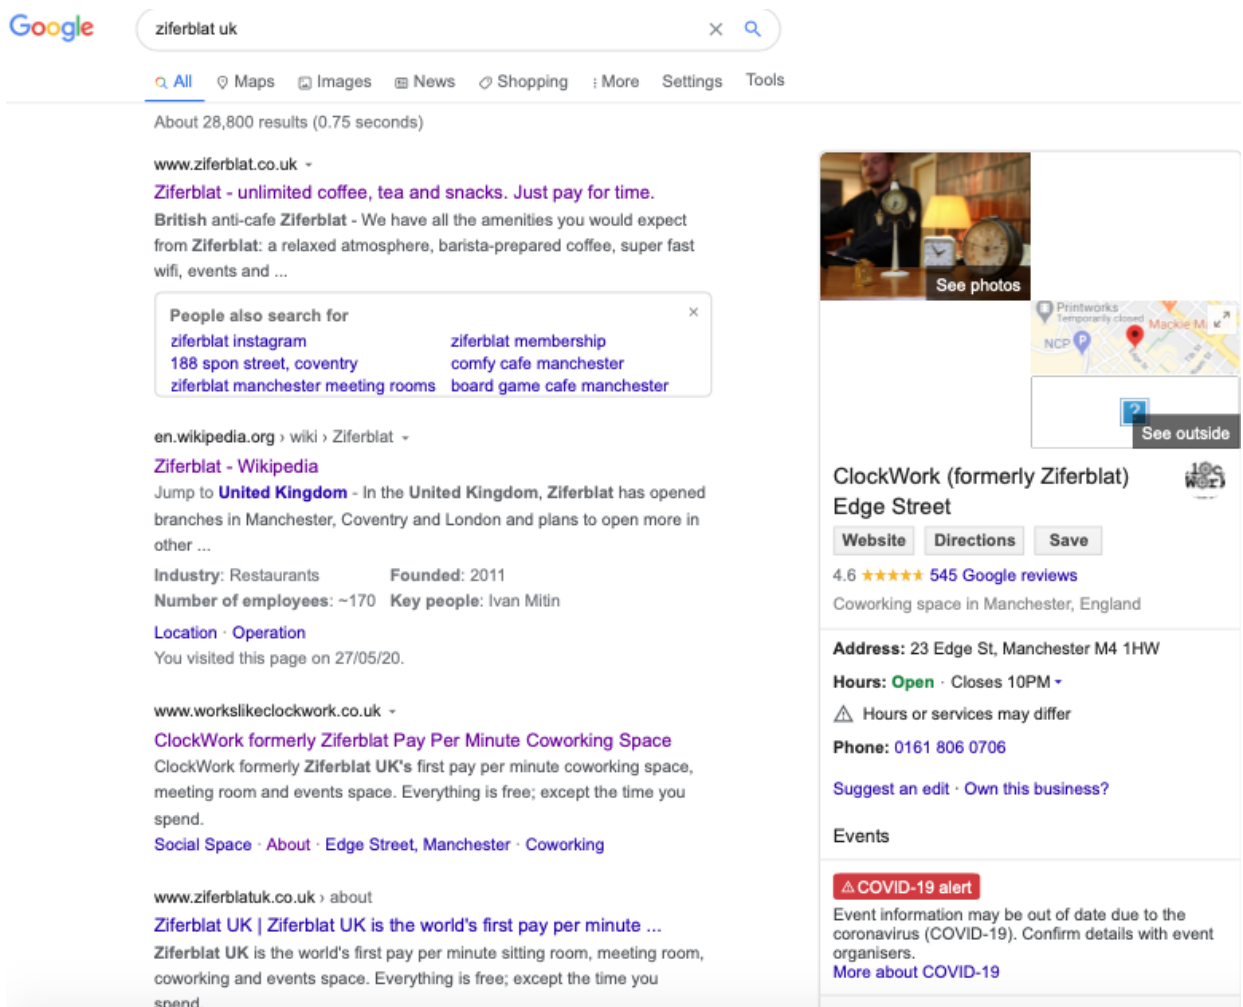 Google
ziferblat uk
All Maps Images News Shopping More Settings Tools
About 28,800 results (0.75 seconds)
www.ziferblat.co.uk
Ziferblat - unlimited coffee, tea and snacks. Just pay for time.
British anti-cafe Ziferblat - We have all the amenities you would expect
from Ziferblat: a relaxed atmosphere, barista-prepared coffee, super fast
wifi, events and ...
People also search for
ziferblat instagram ziferblat membership
188 spon street, coventry comfy cafe manchester
ziferblat manchester meeting rooms board game cafe manchester
en.wikipedia.org › wiki › Ziferblat
Ziferblat - Wikipedia
Jump to United Kingdom - In the United Kingdom, Ziferblat has opened
branches in Manchester, Coventry and London and plans to open more in
other ...
Industry: Restaurants Founded: 2011
Number of employees: ~170 Key people: Ivan Mitin
Location · Operation
You visited this page on 27/05/20.
www.workslikeclockwork.co.uk
ClockWork formerly Ziferblat Pay Per Minute Coworking Space
ClockWork formerly Ziferblat UK's first pay per minute coworking space,
meeting room and events space. Everything is free; except the time you
spend.
Social Space · About · Edge Street, Manchester · Coworking
www.ziferblatuk.co.uk › about
Ziferblat UK | Ziferblat UK is the world's first pay per minute ...
Ziferblat UK is the world's first pay per minute sitting room, meeting room,
coworking and events space. Everything is free; except the time you
spend
See photos
Printworks
Temporarily closed
Mackie
NCP P
See outside
ClockWork (formerly Ziferblat)
Edge Street
Website Directions Save
4.6 545 Google reviews
Coworking space in Manchester, England
Address: 23 Edge St, Manchester M4 1HW
Hours: Open · Closes 10PM
Hours or services may differ
Phone: 0161 806 0706
Suggest an edit · Own this business?
Events
COVID-19 alert
Event information may be out of date due to the
coronavirus (COVID-19). Confirm details with event
organisers.
More about COVID-19